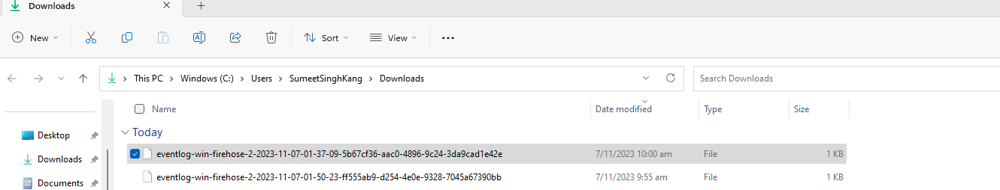 Downloads
New Sort View
This PC Windows (C:) Users SumeetSinghKang Downloads Search Downloads
Name Date modified Type Size
Today
Desktop
eventlog-win-firehose-2-2023-11-07-01-37-09-5b67cf36-aac0-4896-9c24-3da9cad1e42e 7/11/2023 10:00 am File 1 KB
Downloads
eventlog-win-firehose-2-2023-11-07-01-50-23-ff555ab9-d254-4e0e-9328-7045a67390bb 7/11/2023 9:55 am File 1 KB
Documents